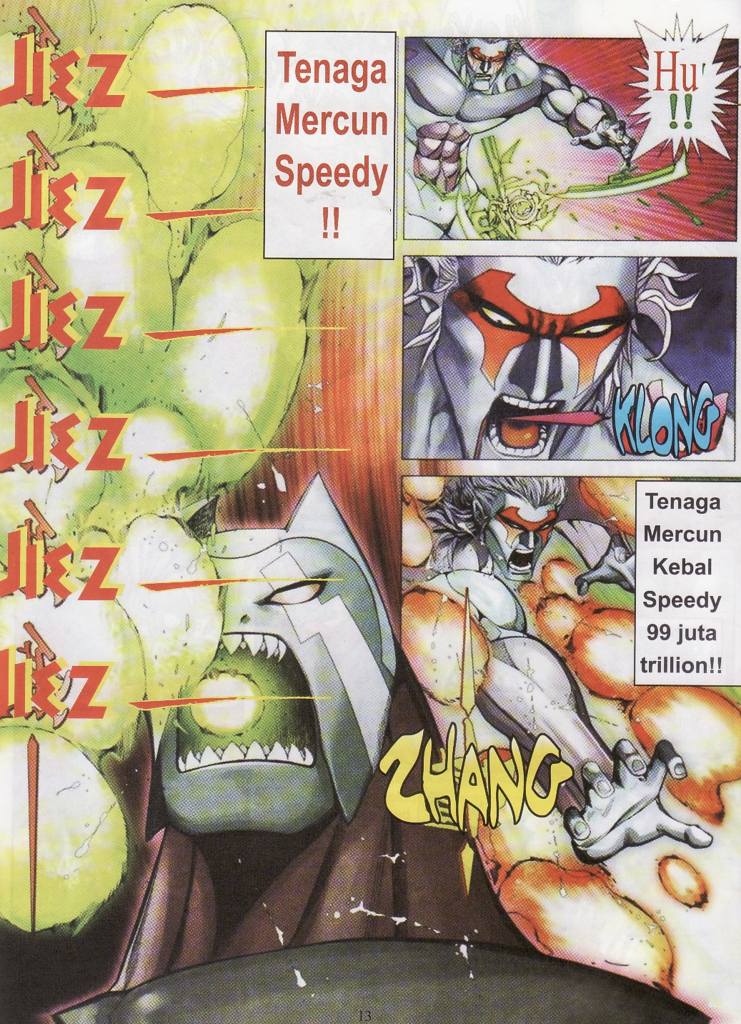 JIEZ
JIEZ
JIEZ
JIEZ
JIEZ
JIEZ
Tenaga
Mercun
Speedy
!!
Hu
!!
KLONG
Tenaga
Mercun
Kebal
Speedy
99 juta
trillion!!
ZHANG
13